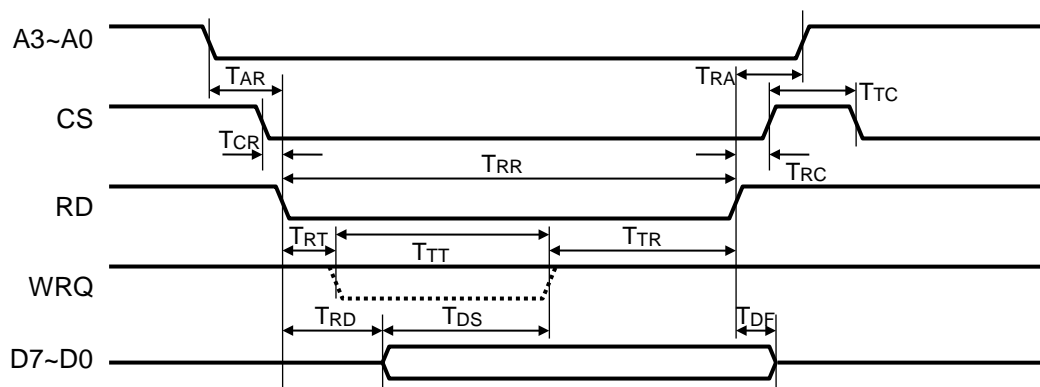 A3~A0
TAR
TRA
TTC
CS
TCR
TRR
TRC
RD
TRT
TTT
TTR
WRQ
TRD
TDS
TDF
D7~D0